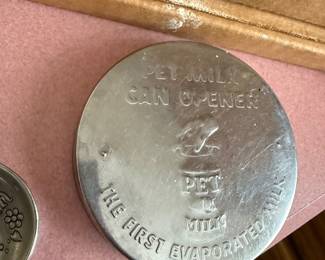 PET MILK
CAN OPENER
PET
MILK
THE FIRST EVAPORATED MILK